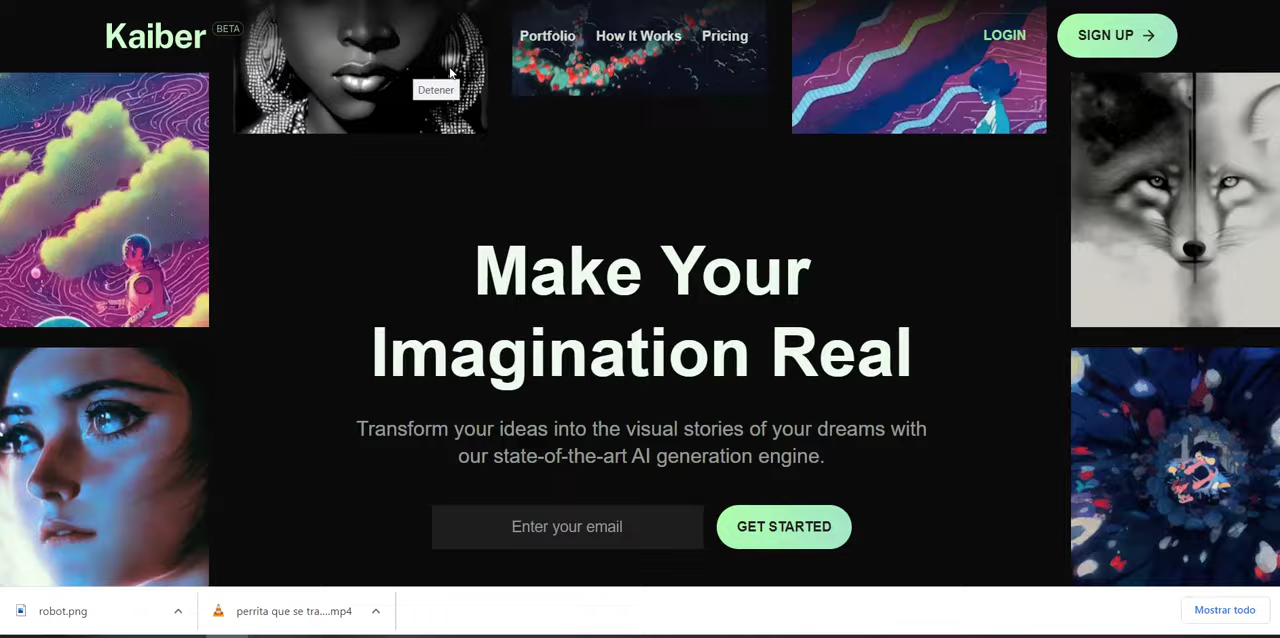 Kaiber BETA
Portfolio How It Works Pricing
LOGIN
SIGN UP
Detener
Make Your
Imagination Real
Transform your ideas into the visual stories of your dreams with
our state-of-the-art AI generation engine.
Enter your email
GET STARTED
robot.png
perrita que se tra....mp4
Mostrar todo